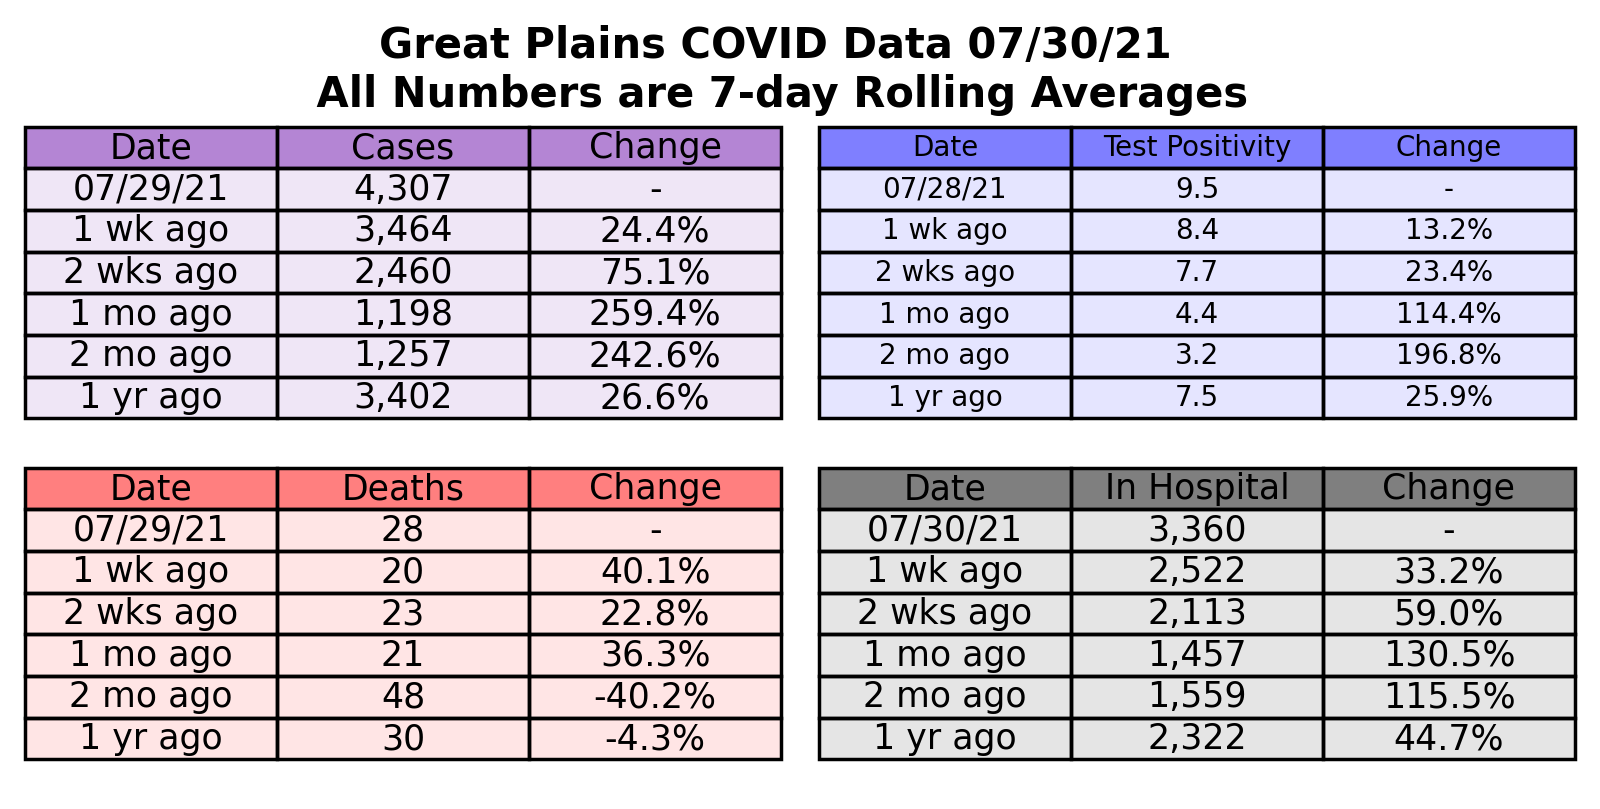 Great Plains COVID Data 07/30/21
All Numbers are 7-day Rolling Averages
Date Cases Change
07/29/21 4,307 -
1 wk ago 3,464 24.4%
2 wks ago 2,460 75.1%
1 mo ago 1,198 259.4%
2 mo ago 1,257 242.6%
1 yr ago 3,402 26.6%
Date Test Positivity Change
07/28/21 9.5 -
1 wk ago 8.4 13.2%
2 wks ago 7.7 23.4%
1 mo ago 4.4 114.4%
2 mo ago 3.2 196.8%
1 yr ago 7.5 25.9%
Date Deaths Change
07/29/21 28 -
1 wk ago 20 40.1%
2 wks ago 23 22.8%
1 mo ago 21 36.3%
2 mo ago 48 -40.2%
1 yr ago 30 -4.3%
Date In Hospital Change
07/30/21 3,360 -
1 wk ago 2,522 33.2%
2 wks ago 2,113 59.0%
1 mo ago 1,457 130.5%
2 mo ago 1,559 115.5%
1 yr ago 2,322 44.7%